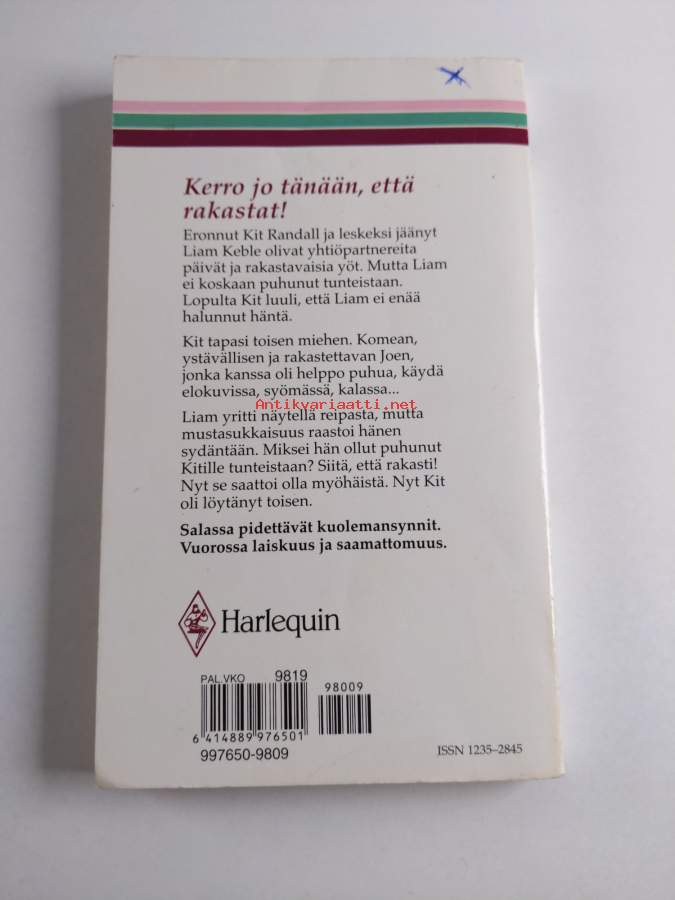 Kerro jo tänään, että
rakastat!
Eronnut Kit Randall ja leskeksi jäänyt
Liam Keble olivat yhtiöpartnereita
päivät ja rakastavaisia yöt. Mutta Liam
ei koskaan puhunut tunteistaan.
Lopulta Kit luuli, että Liam ei enää
halunnut häntä.
Kit tapasi toisen miehen. Komean,
ystävällisen ja rakastettavan Joen,
jonka kanssa oli helppo puhua, käydä
elokuvissa, syömässä, kalassa...
Antikvariaatti.net
Liam yritti näytellä reipasta, mutta
mustasukkaisuus raastoi hänen
sydäntään. Miksei hän ollut puhunut
Kitille tunteistaan? Siitä, että rakasti!
Nyt se saattoi olla myöhäistä. Nyt Kit
oli löytänyt toisen.
Salassa pidettävät kuolemansynnit.
Vuorossa laiskuus ja saamattomuus.
Harlequin
PAL.VKO 9819
98009
6 414889 976501
997650-9809
ISSN 1235–2845